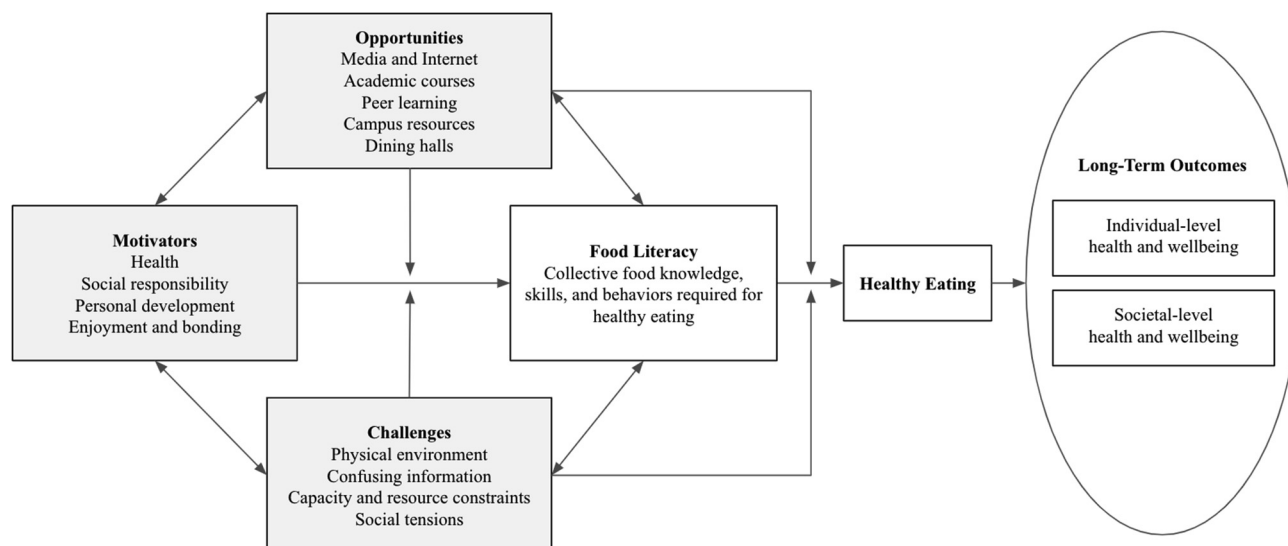 Opportunities
Media and Internet
Academic courses
Peer learning
Campus resources
Dining halls
Motivators
Health
Social responsibility
Personal development
Enjoyment and bonding
Food Literacy
Collective food knowledge,
skills, and behaviors required for
healthy eating
Challenges
Physical environment
Confusing information
Capacity and resource constraints
Social tensions
Healthy Eating
Long-Term Outcomes
Individual-level
health and wellbeing
Societal-level
health and wellbeing